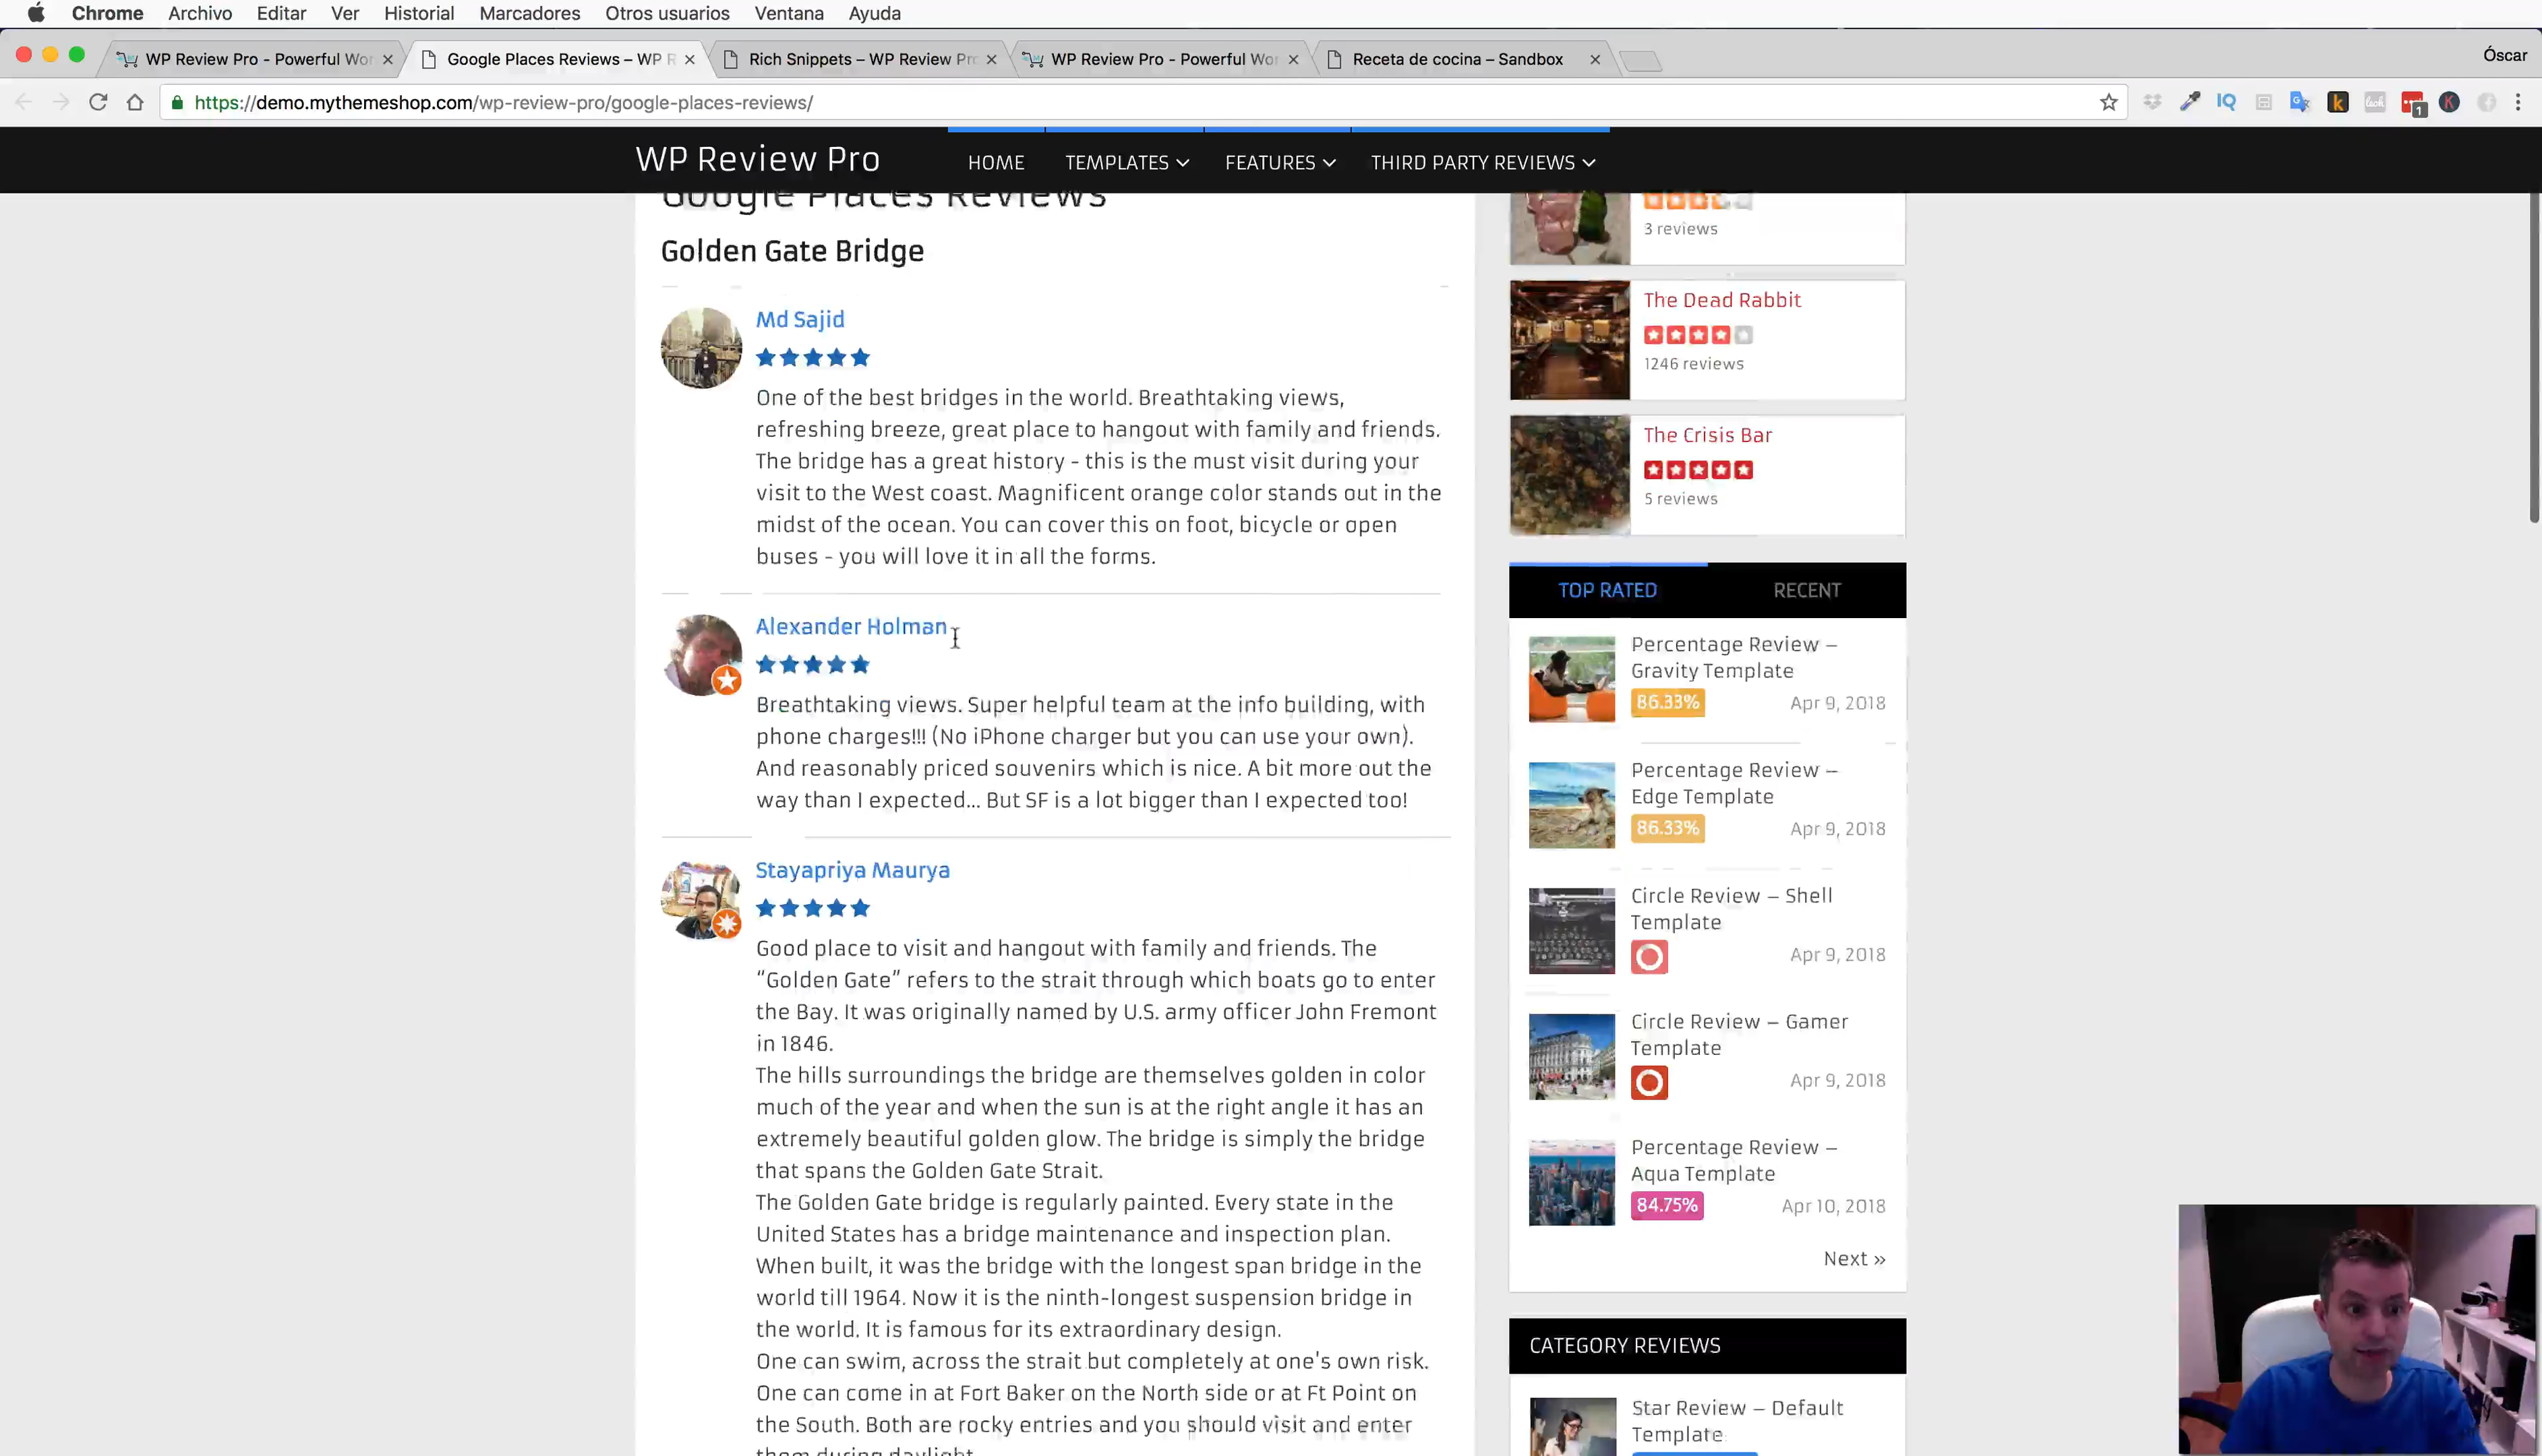 Chrome Archivo Editar Ver Historial Marcadores Otros usuarios Ventana Ayuda
WP Review Pro - Powerful Wor
Google Places Reviews – WP R
Rich Snippets – WP Review Pr
WP Review Pro - Powerful Wor
Receta de cocina – Sandbox
Óscar
https://demo.mythemeshop.com/wp-review-pro/google-places-reviews/
WP Review Pro
HOME
TEMPLATES
FEATURES
THIRD PARTY REVIEWS
Google Places Reviews
Golden Gate Bridge
Md Sajid
One of the best bridges in the world. Breathtaking views,
refreshing breeze, great place to hangout with family and friends.
The bridge has a great history - this is the must visit during your
visit to the West coast. Magnificent orange color stands out in the
midst of the ocean. You can cover this on foot, bicycle or open
buses - you will love it in all the forms.
Alexander Holman
Breathtaking views. Super helpful team at the info building, with
phone charges!!! (No iPhone charger but you can use your own).
And reasonably priced souvenirs which is nice. A bit more out the
way than I expected... But SF is a lot bigger than I expected too!
Stayapriya Maurya
Good place to visit and hangout with family and friends. The
“Golden Gate” refers to the strait through which boats go to enter
the Bay. It was originally named by U.S. army officer John Fremont
in 1846.
The hills surroundings the bridge are themselves golden in color
much of the year and when the sun is at the right angle it has an
extremely beautiful golden glow. The bridge is simply the bridge
that spans the Golden Gate Strait.
The Golden Gate bridge is regularly painted. Every state in the
United States has a bridge maintenance and inspection plan.
When built, it was the bridge with the longest span bridge in the
world till 1964. Now it is the ninth-longest suspension bridge in
the world. It is famous for its extraordinary design.
One can swim, across the strait but completely at one's own risk.
One can come in at Fort Baker on the North side or at Ft Point on
the South. Both are rocky entries and you should visit and enter
them during daylight
3 reviews
The Dead Rabbit
1246 reviews
The Crisis Bar
5 reviews
TOP RATED
RECENT
Percentage Review –
Gravity Template
86.33%
Apr 9, 2018
Percentage Review –
Edge Template
86.33%
Apr 9, 2018
Circle Review – Shell
Template
Apr 9, 2018
Circle Review – Gamer
Template
Apr 9, 2018
Percentage Review –
Aqua Template
84.75%
Apr 10, 2018
Next »
CATEGORY REVIEWS
Star Review – Default
Template